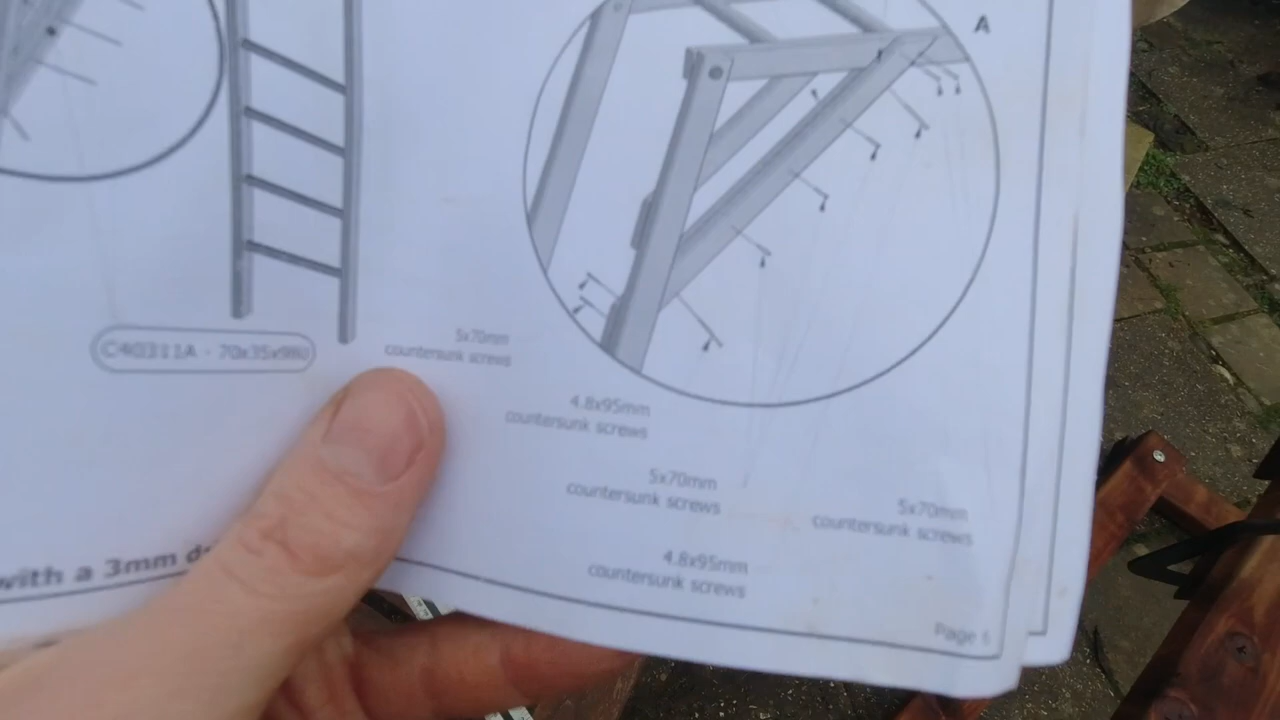 A
C40311A - 70x35x980
5x70mm
countersunk screws
4.8x95mm
countersunk screws
5x70mm
countersunk screws
5x70mm
countersunk screws
4.8x95mm
countersunk screws
with a 3mm
Page